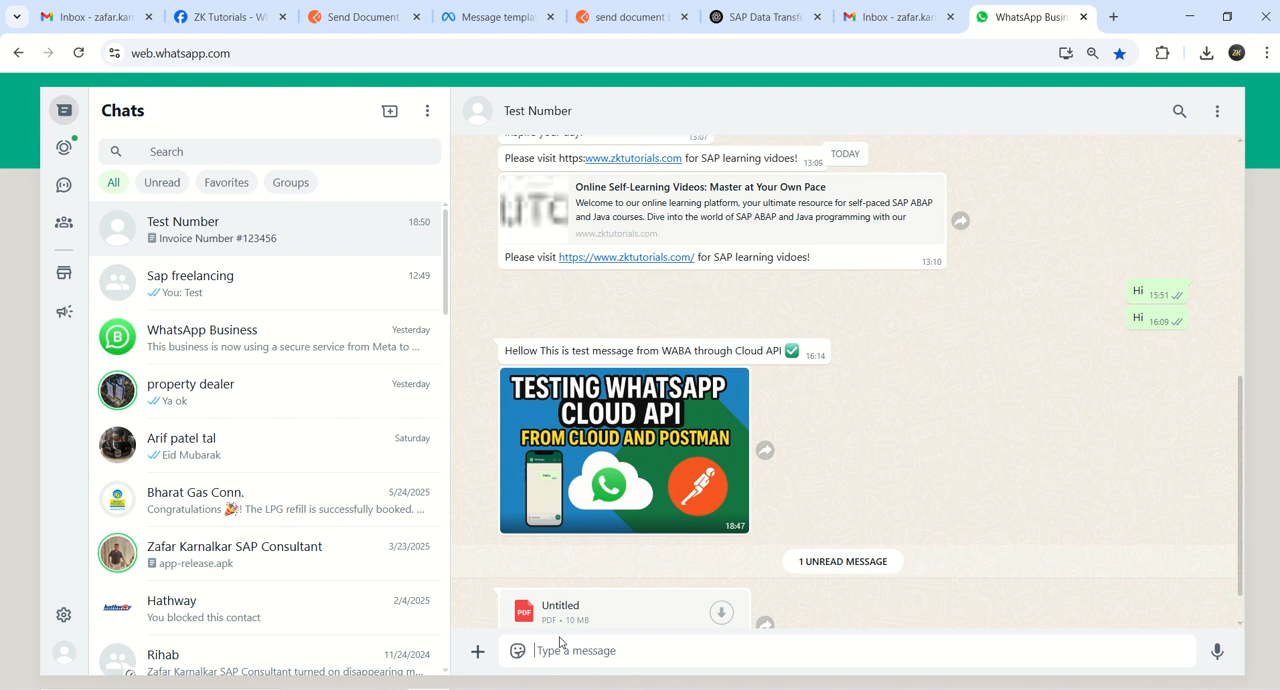 Inbox - zafar.kar
ZK Tutorials - W
Send Document
Message templa
send document
SAP Data Transf
Inbox - zafar.kar
WhatsApp Busin
web.whatsapp.com
ZK
Chats
Test Number
Search
All
Unread
Favorites
Groups
Test Number
18:50
Invoice Number #123456
Sap freelancing
12:49
You: Test
WhatsApp Business
Yesterday
This business is now using a secure service from Meta to ...
property dealer
Yesterday
Ya ok
Arif patel tal
Saturday
Eid Mubarak
Bharat Gas Conn.
5/24/2025
Congratulations 🎉! The LPG refill is successfully booked. ...
Zafar Karnalkar SAP Consultant
3/23/2025
app-release.apk
Hathway
2/4/2025
You blocked this contact
Rihab
11/24/2024
Zafar Karnalkar SAP Consultant turned on disappearing m...
hathway
inspire your day!
13:07
Please visit https:www.zktutorials.com for SAP learning vidoes!
13:09
TODAY
Online Self-Learning Videos: Master at Your Own Pace
Welcome to our online learning platform, your ultimate resource for self-paced SAP ABAP
and Java courses. Dive into the world of SAP ABAP and Java programming with our
www.zktutorials.com
Please visit https://www.zktutorials.com/ for SAP learning vidoes!
13:10
Hi
15:51
Hi
16:09
Hellow This is test message from WABA through Cloud API ✅
16:14
TESTING WHATSAPP
CLOUD API
FROM CLOUD AND POSTMAN
18:47
1 UNREAD MESSAGE
PDF
Untitled
PDF • 10 MB
Type a message